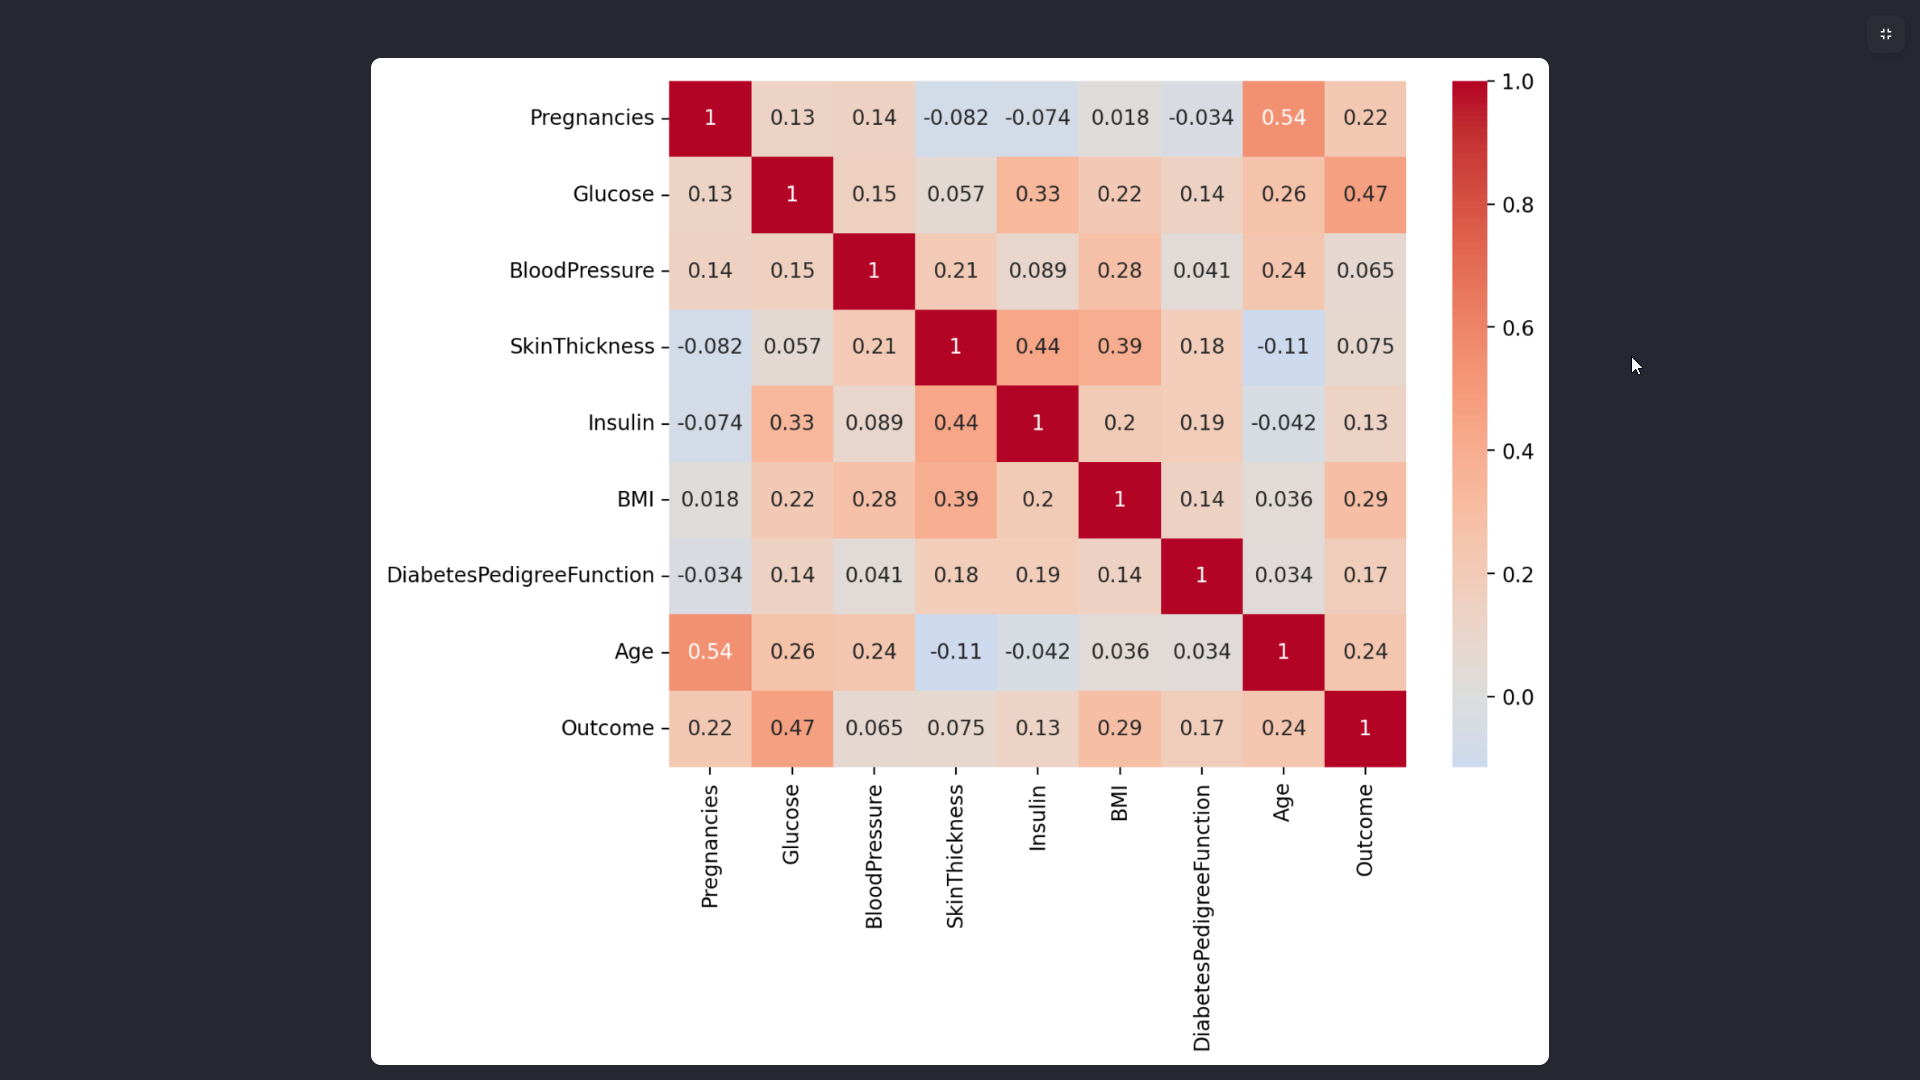 Pregnancies 1 0.13 0.14 -0.082 -0.074 0.018 -0.034 0.54 0.22
Glucose 0.13 1 0.15 0.057 0.33 0.22 0.14 0.26 0.47
BloodPressure 0.14 0.15 1 0.21 0.089 0.28 0.041 0.24 0.065
SkinThickness -0.082 0.057 0.21 1 0.44 0.39 0.18 -0.11 0.075
Insulin -0.074 0.33 0.089 0.44 1 0.2 0.19 -0.042 0.13
BMI 0.018 0.22 0.28 0.39 0.2 1 0.14 0.036 0.29
DiabetesPedigreeFunction -0.034 0.14 0.041 0.18 0.19 0.14 1 0.034 0.17
Age 0.54 0.26 0.24 -0.11 -0.042 0.036 0.034 1 0.24
Outcome 0.22 0.47 0.065 0.075 0.13 0.29 0.17 0.24 1
Pregnancies
Glucose
BloodPressure
SkinThickness
Insulin
BMI
DiabetesPedigreeFunction
Age
Outcome
1.0
0.8
0.6
0.4
0.2
0.0